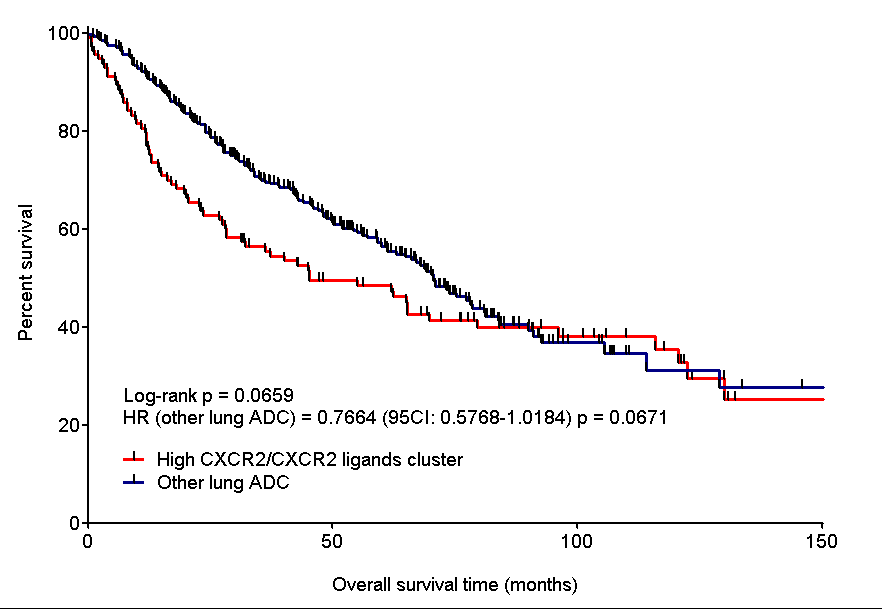 100
80
60
40
20
0
Percent survival
Log-rank p = 0.0659
HR (other lung ADC) = 0.7664 (95CI: 0.5768-1.0184) p = 0.0671
High CXCR2/CXCR2 ligands cluster
Other lung ADC
0 50 100 150
Overall survival time (months)